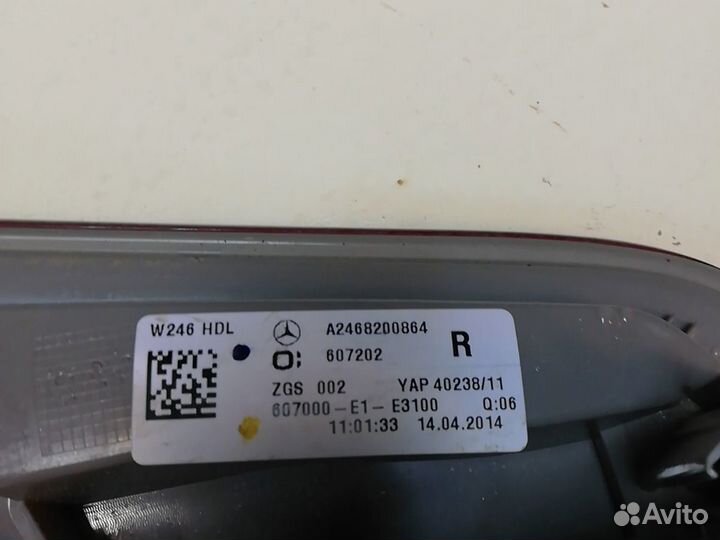 W246 HDL A2468200864
O: 607202 R
ZGS 002 YAP 40238/11
607000-E1- E3100 Q:06
11:01:33 14.04.2014
Avito